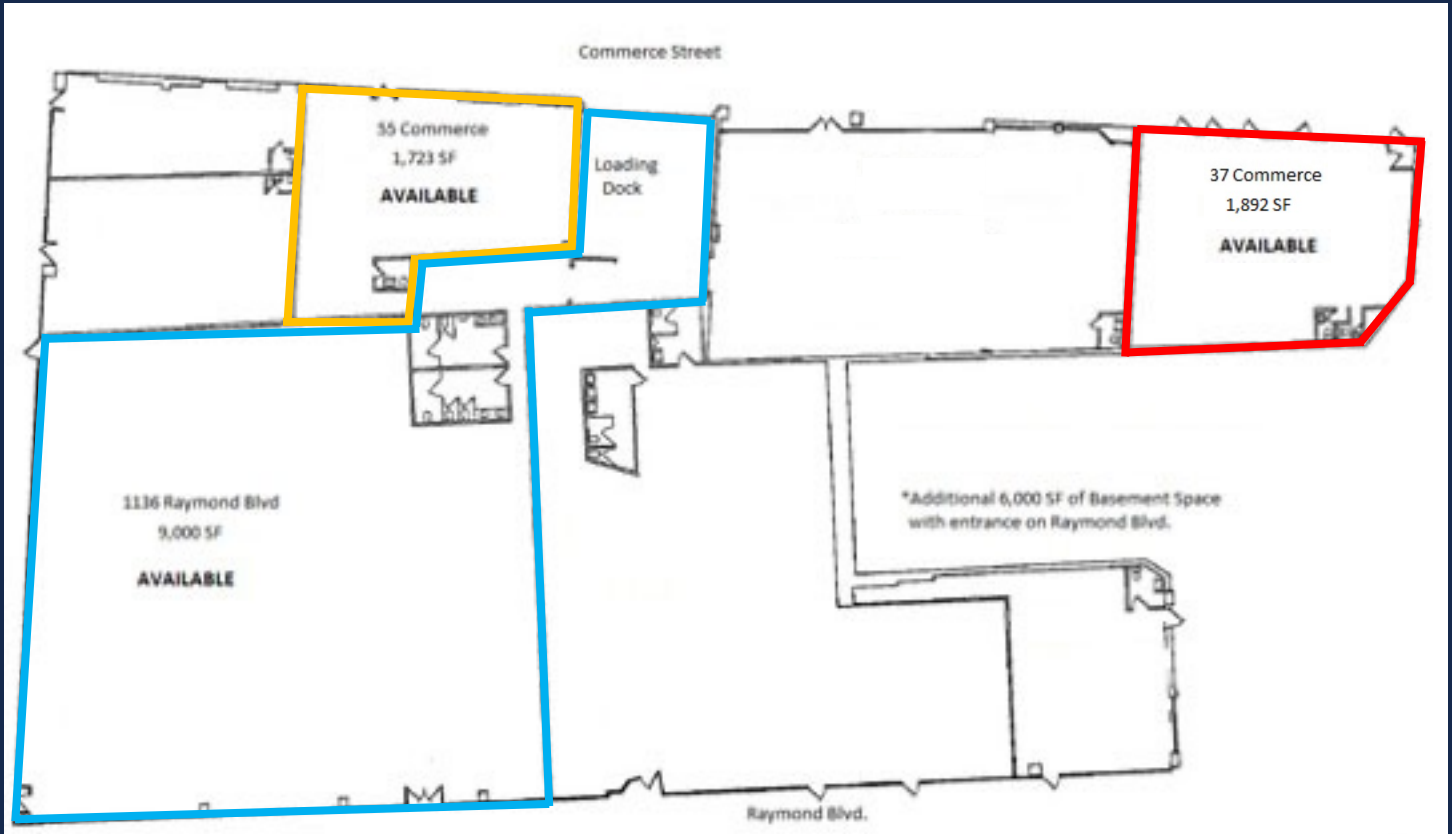 Commerce Street
55 Commerce
1,723 SF
AVAILABLE
Loading
Dock
37 Commerce
1,892 SF
AVAILABLE
1136 Raymond Blvd
9,000 SF
AVAILABLE
*Additional 6,000 SF of Basement Space
with entrance on Raymond Blvd.
Raymond Blvd.